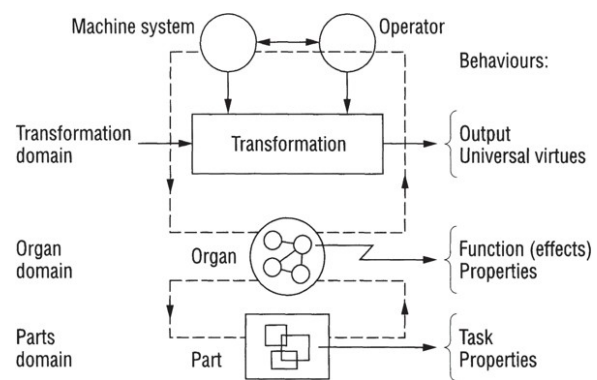 Machine system
Operator
Behaviours:
Transformation
domain
Transformation
Output
Universal virtues
Organ
domain
Organ
Function (effects)
Properties
Parts
domain
Part
Task
Properties